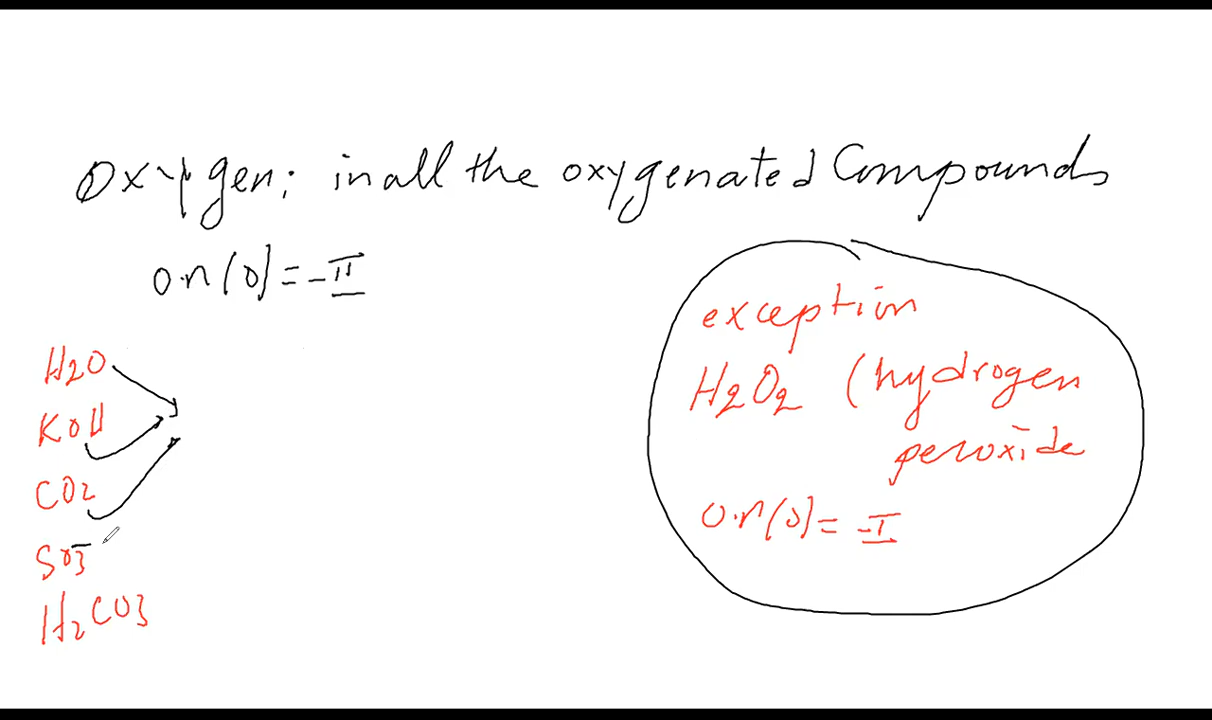 Oxygen: in all the oxygenated Compounds
o.n(O) = -II
H2O
KOH
CO2
SO3
H2CO3
exception
H2O2 (hydrogen
peroxide
o.n(O) = -I